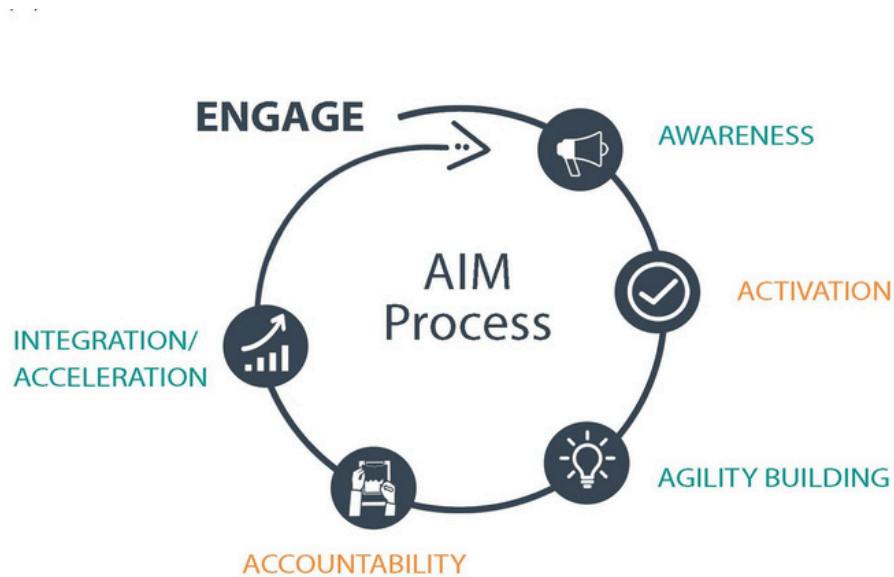 ENGAGE
AWARENESS
AIM
Process
ACTIVATION
INTEGRATION/
ACCELERATION
AGILITY BUILDING
ACCOUNTABILITY